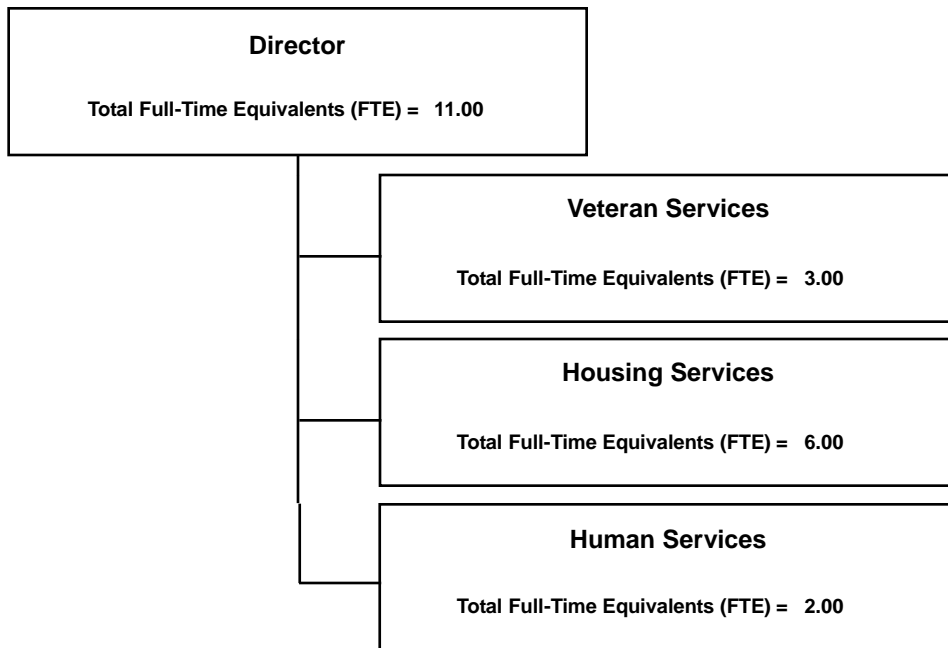 Director
Total Full-Time Equivalents (FTE) = 11.00
Veteran Services
Total Full-Time Equivalents (FTE) = 3.00
Housing Services
Total Full-Time Equivalents (FTE) = 6.00
Human Services
Total Full-Time Equivalents (FTE) = 2.00